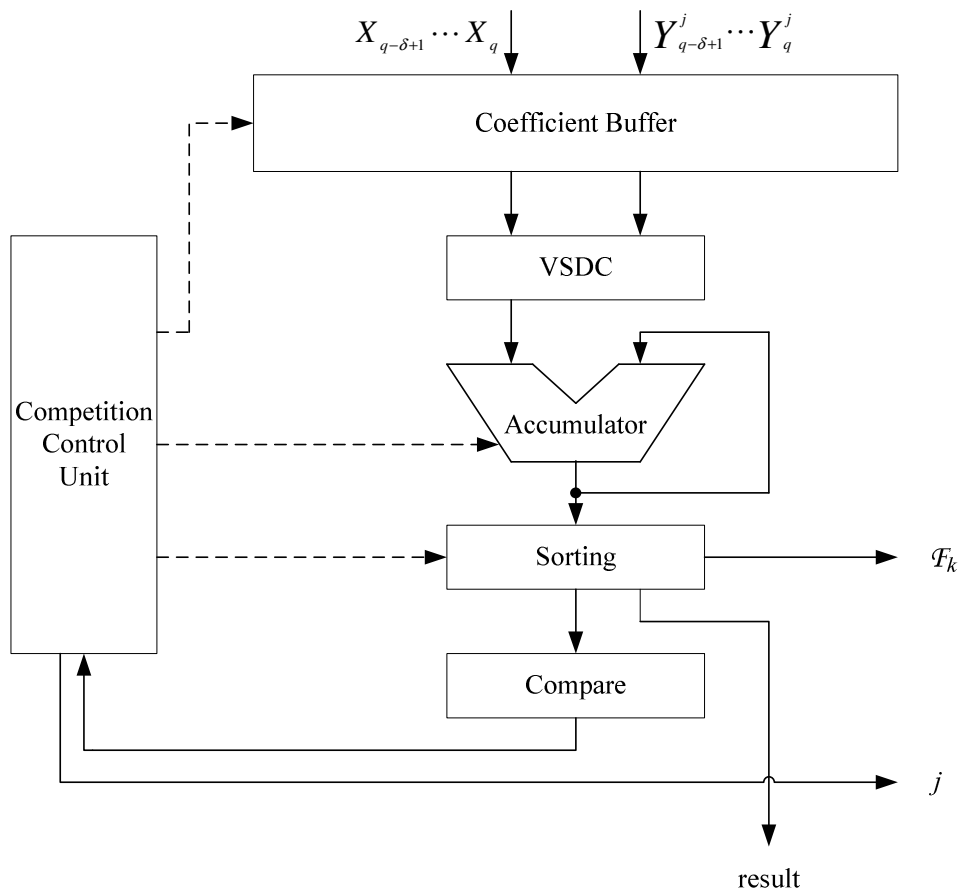 X_{q-δ+1} ⋯ X_q
Y^j_{q-δ+1} ⋯ Y^j_q
Coefficient Buffer
VSDC
Competition
Control
Unit
Accumulator
Sorting
ℱ_k
Compare
j
result